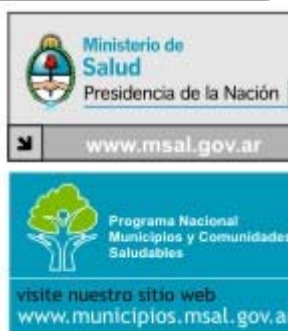 Ministerio de
Salud
Presidencia de la Nación
www.msal.gov.ar
Programa Nacional
Municipios y Comunidades
Saludables
visite nuestro sitio web
www.municipios.msal.gov.ar